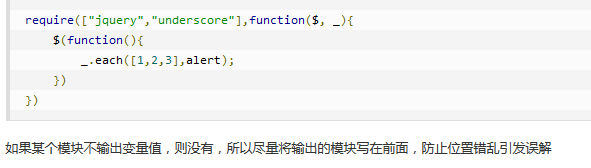 require(["jquery","underscore"],function($, _){
    $(function(){
        _.each([1,2,3],alert);
    })
})
如果某个模块不输出变量值，则没有，所以尽量将输出的模块写在前面，防止位置错乱引发误解